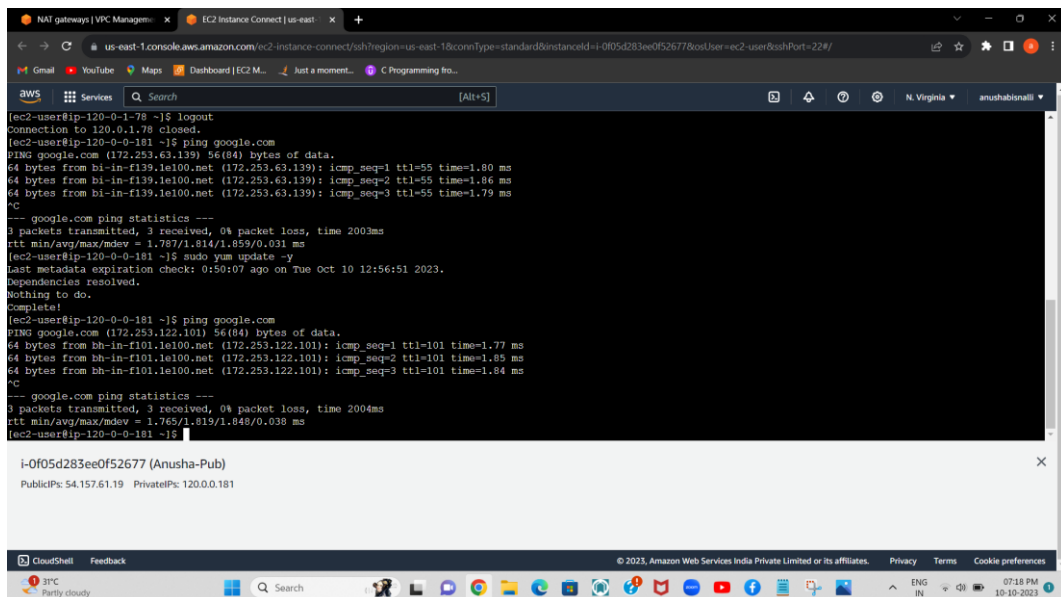 NAT gateways | VPC Manageme
EC2 Instance Connect | us-east-
us-east-1.console.aws.amazon.com/ec2-instance-connect/ssh?region=us-east-1&connType=standard&instanceId=i-0f05d283ee0f52677&osUser=ec2-user&sshPort=22#/
Gmail YouTube Maps Dashboard | EC2 M... Just a moment... C Programming fro...
aws Services Search [Alt+S] N. Virginia anushabisnalli
[ec2-user@ip-120-0-1-78 ~]$ logout
Connection to 120.0.1.78 closed.
[ec2-user@ip-120-0-0-181 ~]$ ping google.com
PING google.com (172.253.63.139) 56(84) bytes of data.
64 bytes from bi-in-f139.1e100.net (172.253.63.139): icmp_seq=1 ttl=55 time=1.80 ms
64 bytes from bi-in-f139.1e100.net (172.253.63.139): icmp_seq=2 ttl=55 time=1.86 ms
64 bytes from bi-in-f139.1e100.net (172.253.63.139): icmp_seq=3 ttl=55 time=1.79 ms
^C
--- google.com ping statistics ---
3 packets transmitted, 3 received, 0% packet loss, time 2003ms
rtt min/avg/max/mdev = 1.787/1.814/1.859/0.031 ms
[ec2-user@ip-120-0-0-181 ~]$ sudo yum update -y
Last metadata expiration check: 0:50:07 ago on Tue Oct 10 12:56:51 2023.
Dependencies resolved.
Nothing to do.
Complete!
[ec2-user@ip-120-0-0-181 ~]$ ping google.com
PING google.com (172.253.122.101) 56(84) bytes of data.
64 bytes from bh-in-f101.1e100.net (172.253.122.101): icmp_seq=1 ttl=101 time=1.77 ms
64 bytes from bh-in-f101.1e100.net (172.253.122.101): icmp_seq=2 ttl=101 time=1.85 ms
64 bytes from bh-in-f101.1e100.net (172.253.122.101): icmp_seq=3 ttl=101 time=1.84 ms
^C
--- google.com ping statistics ---
3 packets transmitted, 3 received, 0% packet loss, time 2004ms
rtt min/avg/max/mdev = 1.765/1.819/1.848/0.038 ms
[ec2-user@ip-120-0-0-181 ~]$
i-0f05d283ee0f52677 (Anusha-Pub)
PublicIPs: 54.157.61.19 PrivateIPs: 120.0.0.181
CloudShell Feedback © 2023, Amazon Web Services India Private Limited or its affiliates. Privacy Terms Cookie preferences
1 31°C Search ENG 07:18 PM
Partly cloudy IN 10-10-2023